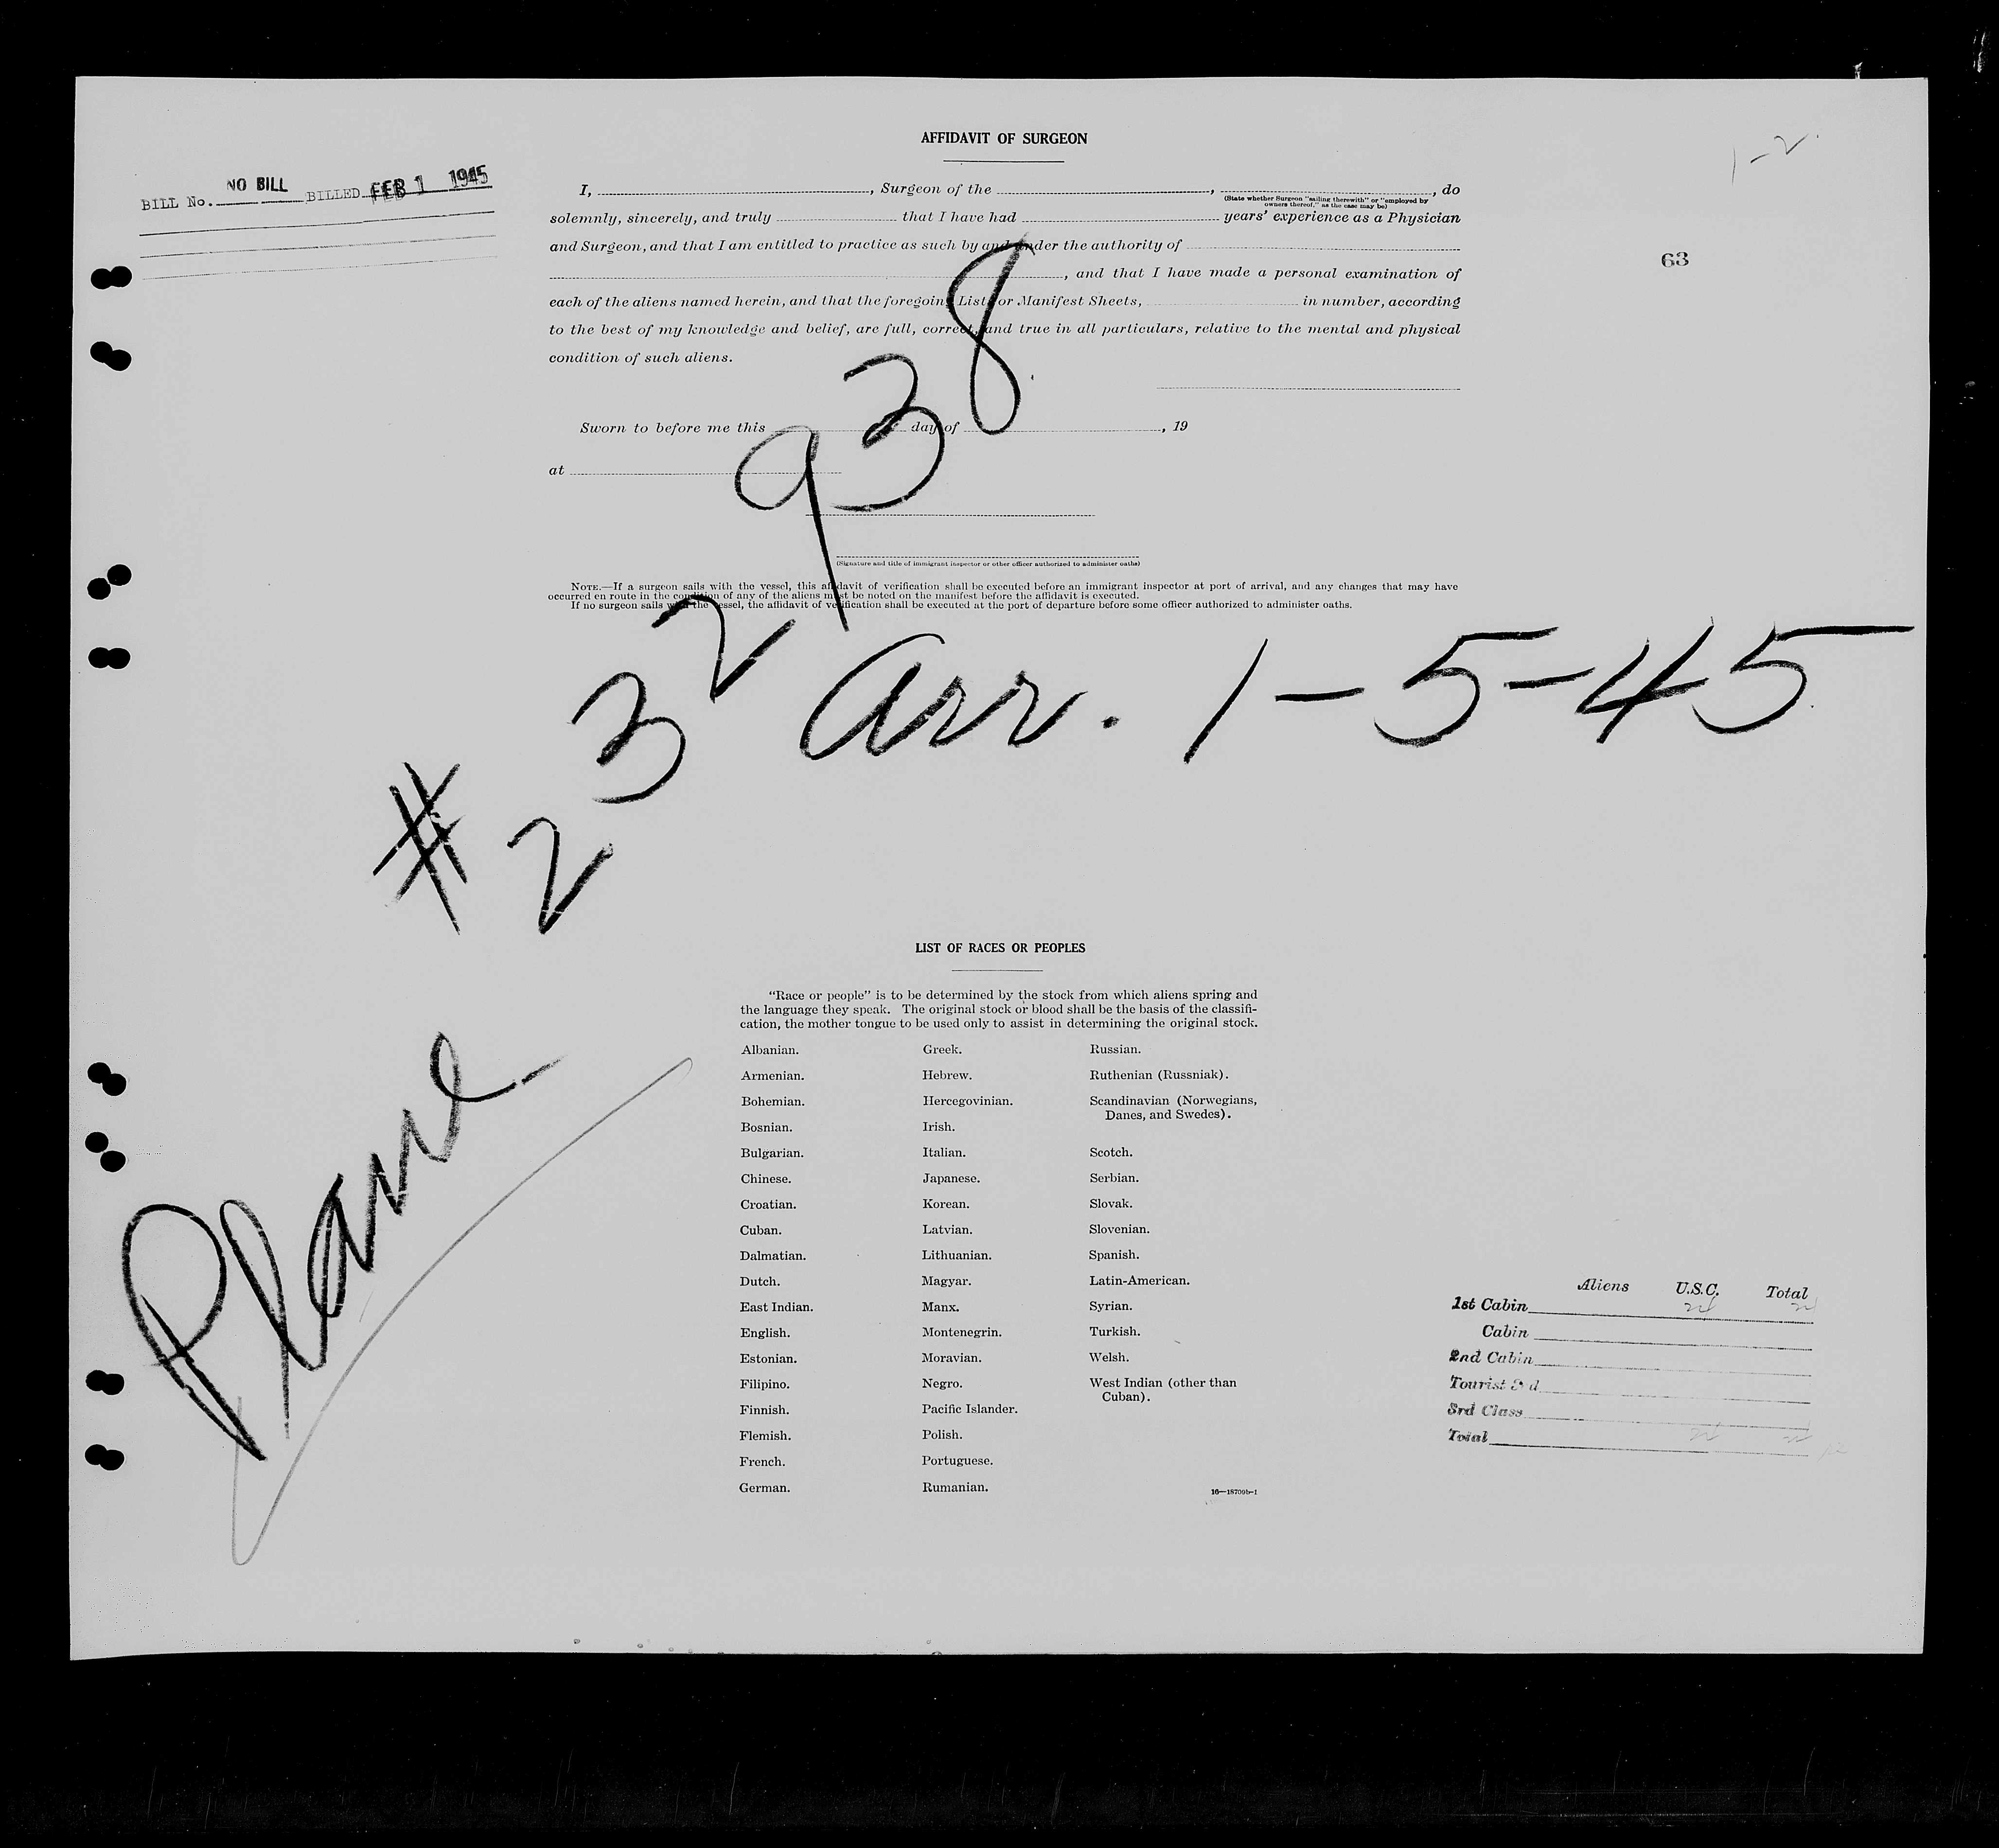 AFFIDAVIT OF SURGEON
1-2
BILL No. NO BILL BILLED FEB 1 1945
I, , Surgeon of the , , do
(State whether Surgeon "sailing therewith" or "employed by owners thereof," as the case may be)
solemnly, sincerely, and truly that I have had years' experience as a Physician
and Surgeon, and that I am entitled to practice as such by and under the authority of
63
, and that I have made a personal examination of
each of the aliens named herein, and that the foregoing List or Manifest Sheets, in number, according
to the best of my knowledge and belief, are full, correct, and true in all particulars, relative to the mental and physical
condition of such aliens.
Sworn to before me this day of , 19
at
(Signature and title of immigrant inspector or other officer authorized to administer oaths)
NOTE.—If a surgeon sails with the vessel, this affidavit of verification shall be executed before an immigrant inspector at port of arrival, and any changes that may have
occurred en route in the condition of any of the aliens must be noted on the manifest before the affidavit is executed.
If no surgeon sails with the vessel, the affidavit of verification shall be executed at the port of departure before some officer authorized to administer oaths.
# 232938
Arr. 1-5-45
Plane
LIST OF RACES OR PEOPLES
"Race or people" is to be determined by the stock from which aliens spring and
the language they speak. The original stock or blood shall be the basis of the classifi-
cation, the mother tongue to be used only to assist in determining the original stock.
Albanian.
Armenian.
Bohemian.
Bosnian.
Bulgarian.
Chinese.
Croatian.
Cuban.
Dalmatian.
Dutch.
East Indian.
English.
Estonian.
Filipino.
Finnish.
Flemish.
French.
German.
Greek.
Hebrew.
Hercegovinian.
Irish.
Italian.
Japanese.
Korean.
Latvian.
Lithuanian.
Magyar.
Manx.
Montenegrin.
Moravian.
Negro.
Pacific Islander.
Polish.
Portuguese.
Rumanian.
Russian.
Ruthenian (Russniak).
Scandinavian (Norwegians,
Danes, and Swedes).
Scotch.
Serbian.
Slovak.
Slovenian.
Spanish.
Latin-American.
Syrian.
Turkish.
Welsh.
West Indian (other than
Cuban).
16—18709b-1
Aliens U.S.C. Total
1st Cabin
Cabin
2nd Cabin
Tourist 3rd
3rd Class
Total